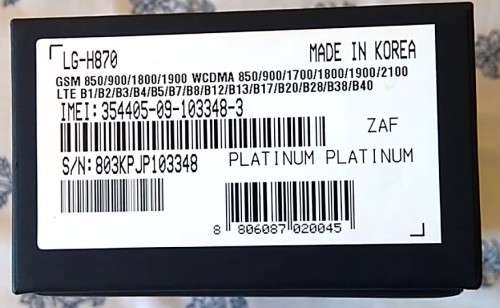 LG-H870 MADE IN KOREA
GSM 850/900/1800/1900 WCDMA 850/900/1700/1800/1900/2100
LTE B1/B2/B3/B4/B5/B7/B8/B12/B13/B17/B20/B28/B38/B40
IMEI: 354405-09-103348-3
ZAF
S/N: 803KPJP103348 PLATINUM PLATINUM
8 806087 020045